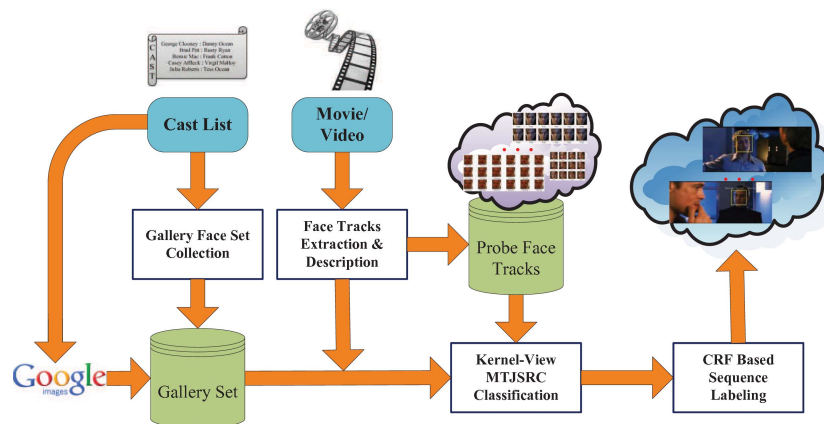 CAST
George Clooney : Danny Ocean
Brad Pitt : Rusty Ryan
Bernie Mac : Frank Catton
Casey Affleck : Virgil Malloy
Julia Roberts : Tess Ocean
Cast List
Movie/
Video
Gallery Face Set
Collection
Face Tracks
Extraction &
Description
Probe Face
Tracks
Google
images
Gallery Set
Kernel-View
MTJSRC
Classification
CRF Based
Sequence
Labeling